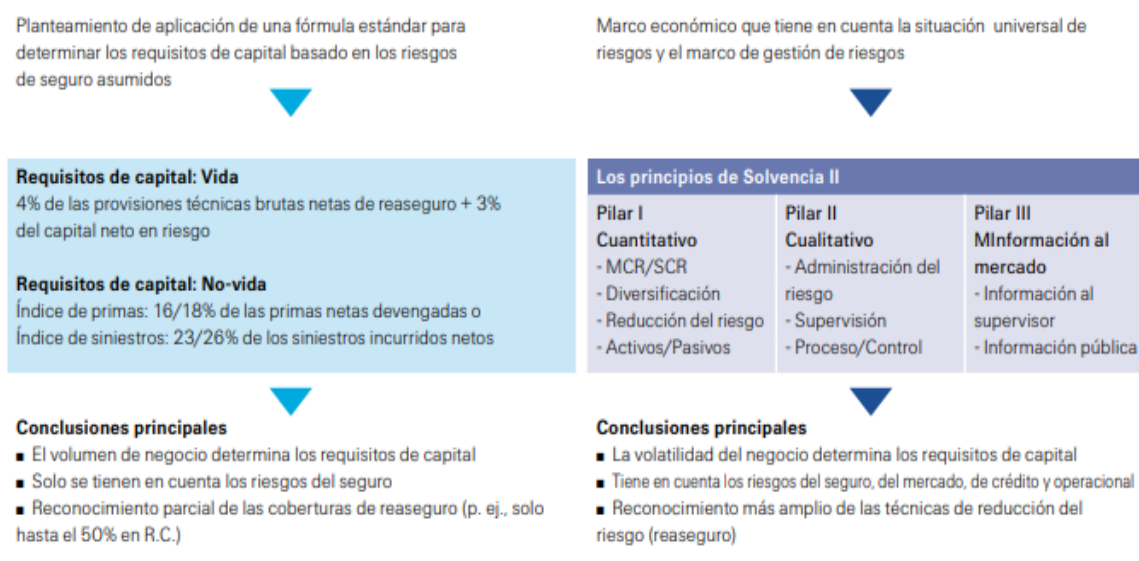 Planteamiento de aplicación de una fórmula estándar para
determinar los requisitos de capital basado en los riesgos
de seguro asumidos
Requisitos de capital: Vida
4% de las provisiones técnicas brutas netas de reaseguro + 3%
del capital neto en riesgo
Requisitos de capital: No-vida
Índice de primas: 16/18% de las primas netas devengadas o
Índice de siniestros: 23/26% de los siniestros incurridos netos
Conclusiones principales
■ El volumen de negocio determina los requisitos de capital
■ Solo se tienen en cuenta los riesgos del seguro
■ Reconocimiento parcial de las coberturas de reaseguro (p. ej., solo
hasta el 50% en R.C.)
Marco económico que tiene en cuenta la situación universal de
riesgos y el marco de gestión de riesgos
Los principios de Solvencia II
Pilar I
Cuantitativo
- MCR/SCR
- Diversificación
- Reducción del riesgo
- Activos/Pasivos
Pilar II
Cualitativo
- Administración del
riesgo
- Supervisión
- Proceso/Control
Pilar III
MInformación al
mercado
- Información al
supervisor
- Información pública
Conclusiones principales
■ La volatilidad del negocio determina los requisitos de capital
■ Tiene en cuenta los riesgos del seguro, del mercado, de crédito y operacional
■ Reconocimiento más amplio de las técnicas de reducción del
riesgo (reaseguro)